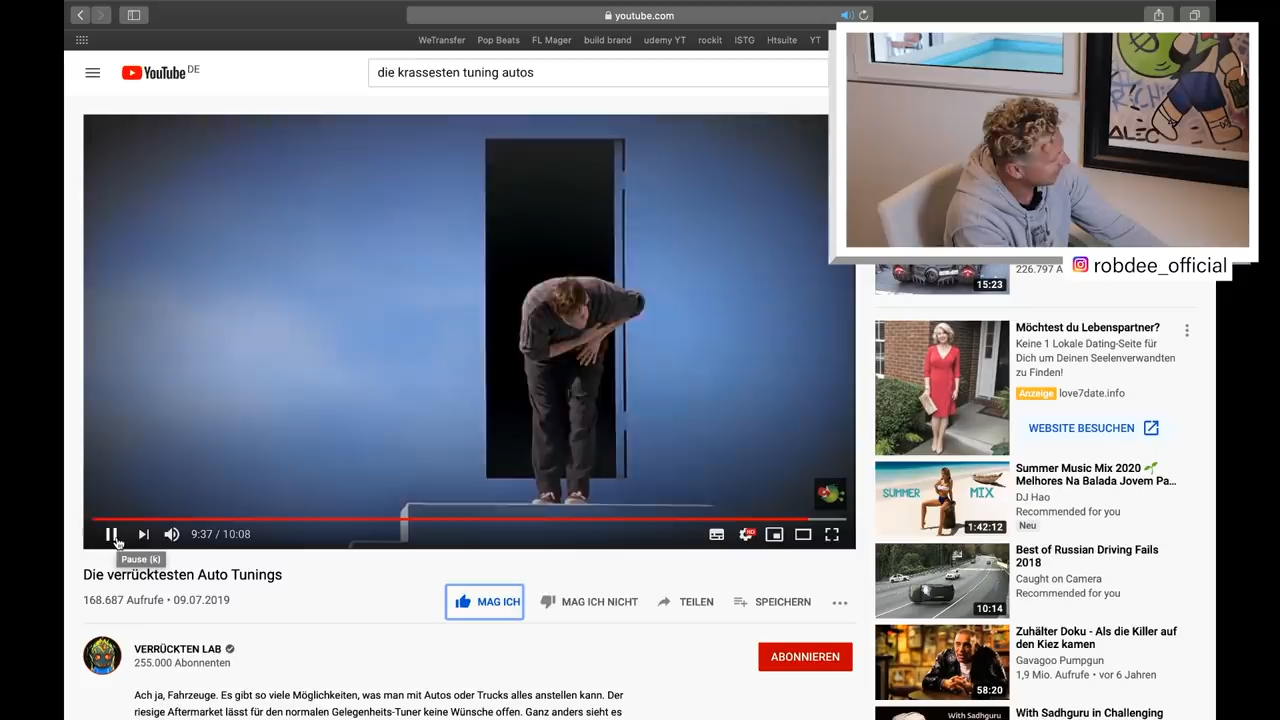 youtube.com
WeTransfer Pop Beats FL Mager build brand udemy YT rockit ISTG Htsuite YT
YouTube DE
die krassesten tuning autos
ALEC
robdee_official
226.797 A
15:23
Möchtest du Lebenspartner?
Keine 1 Lokale Dating-Seite für
Dich um Deinen Seelenverwandten
zu Finden!
Anzeige love7date.info
WEBSITE BESUCHEN
SUMMER MIX
1:42:12
Summer Music Mix 2020
Melhores Na Balada Jovem Pa...
DJ Hao
Recommended for you
Neu
9:37 / 10:08
HD
Pause (k)
Die verrücktesten Auto Tunings
168.687 Aufrufe • 09.07.2019
MAG ICH MAG ICH NICHT TEILEN SPEICHERN
Best of Russian Driving Fails
2018
Caught on Camera
Recommended for you
10:14
VERRÜCKTEN LAB
255.000 Abonnenten
ABONNIEREN
Zuhälter Doku - Als die Killer auf
den Kiez kamen
Gavagoo Pumpgun
1,9 Mio. Aufrufe • vor 6 Jahren
58:20
Ach ja, Fahrzeuge. Es gibt so viele Möglichkeiten, was man mit Autos oder Trucks alles anstellen kann. Der
riesige Aftermarket lässt für den normalen Gelegenheits-Tuner keine Wünsche offen. Ganz anders sieht es
With Sadhguru
With Sadhguru in Challenging